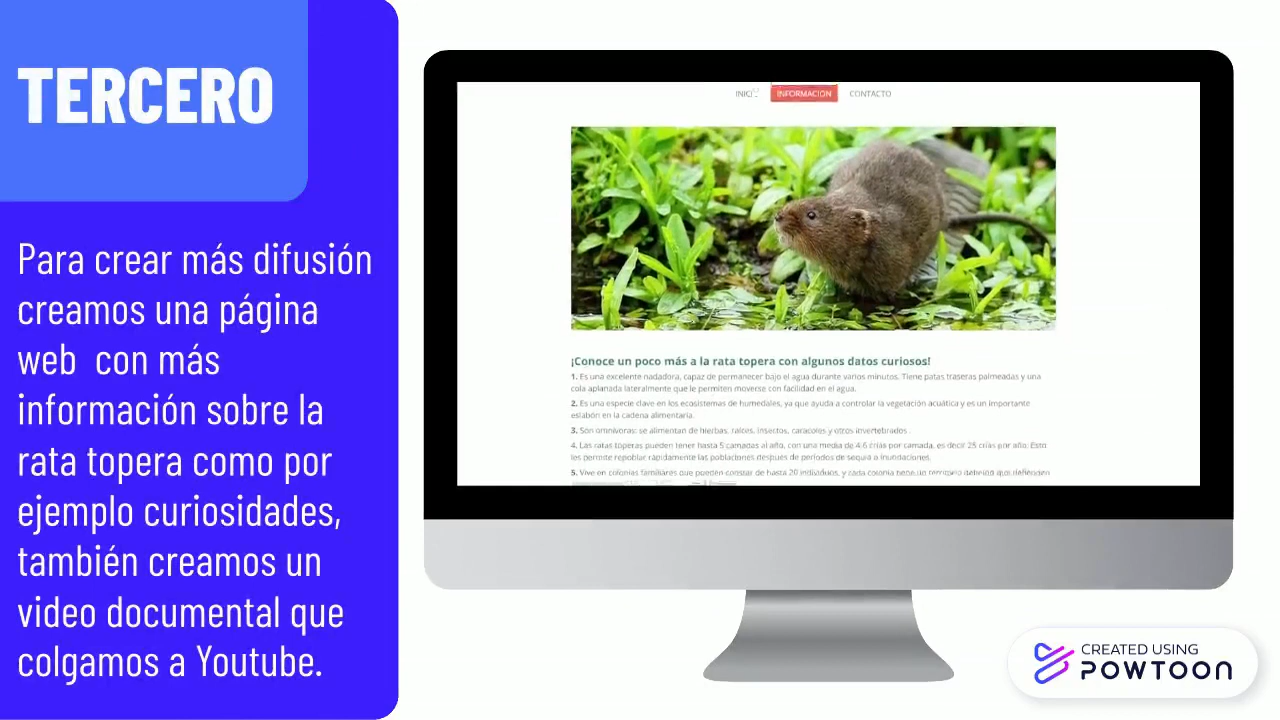 TERCERO
Para crear más difusión
creamos una página
web con más
información sobre la
rata topera como por
ejemplo curiosidades,
también creamos un
video documental que
colgamos a Youtube.
INFORMACION CONTACTO
¡Conoce un poco más a la rata topera con algunos datos curiosos!
1. Es una excelente nadadora, capaz de permanecer bajo el agua durante varios minutos. Tiene patas traseras palmeadas y una
cola aplanada lateralmente que le permiten moverse con facilidad en el agua.
2. Es una especie clave en los ecosistemas de humedales, ya que ayuda a controlar la vegetación acuática y es un importante
eslabón en la cadena alimentaria.
3. Son omnívoras: se alimentan de hierbas, raíces, insectos, caracoles y otros invertebrados.
4. Las ratas toperas pueden tener hasta 5 camadas al año, con una media de 4-6 crías por camada, es decir 25 crías por año. Esto
les permite repoblar rápidamente las poblaciones después de períodos de sequía o inundaciones.
5. Vive en colonias familiares que pueden constar de hasta 20 individuos, y cada colonia tiene un territorio definido que defienden
CREATED USING
POWTOON